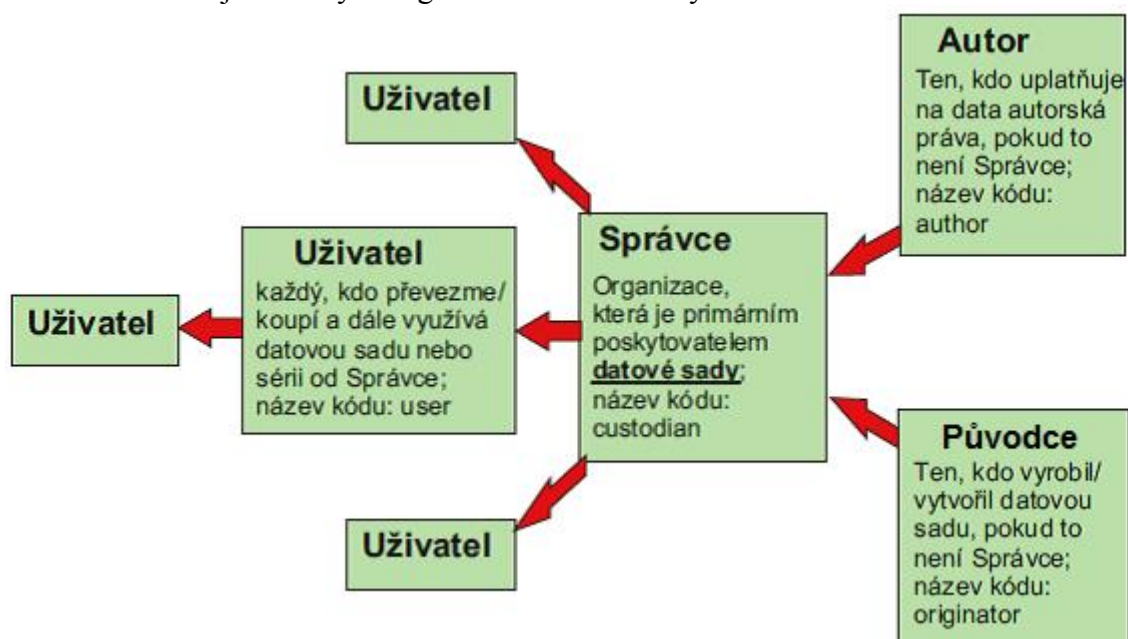 Autor
Ten, kdo uplatňuje
na data autorská
práva, pokud to
není Správce;
název kódu:
author
Uživatel
Správce
Organizace,
která je primárním
poskytovatelem
datové sady;
název kódu:
custodian
Uživatel
každý, kdo převezme/
koupí a dále využívá
datovou sadu nebo
sérii od Správce;
název kódu: user
Uživatel
Původce
Ten, kdo vyrobil/
vytvořil datovou
sadu, pokud to
není Správce;
název kódu:
originator
Uživatel